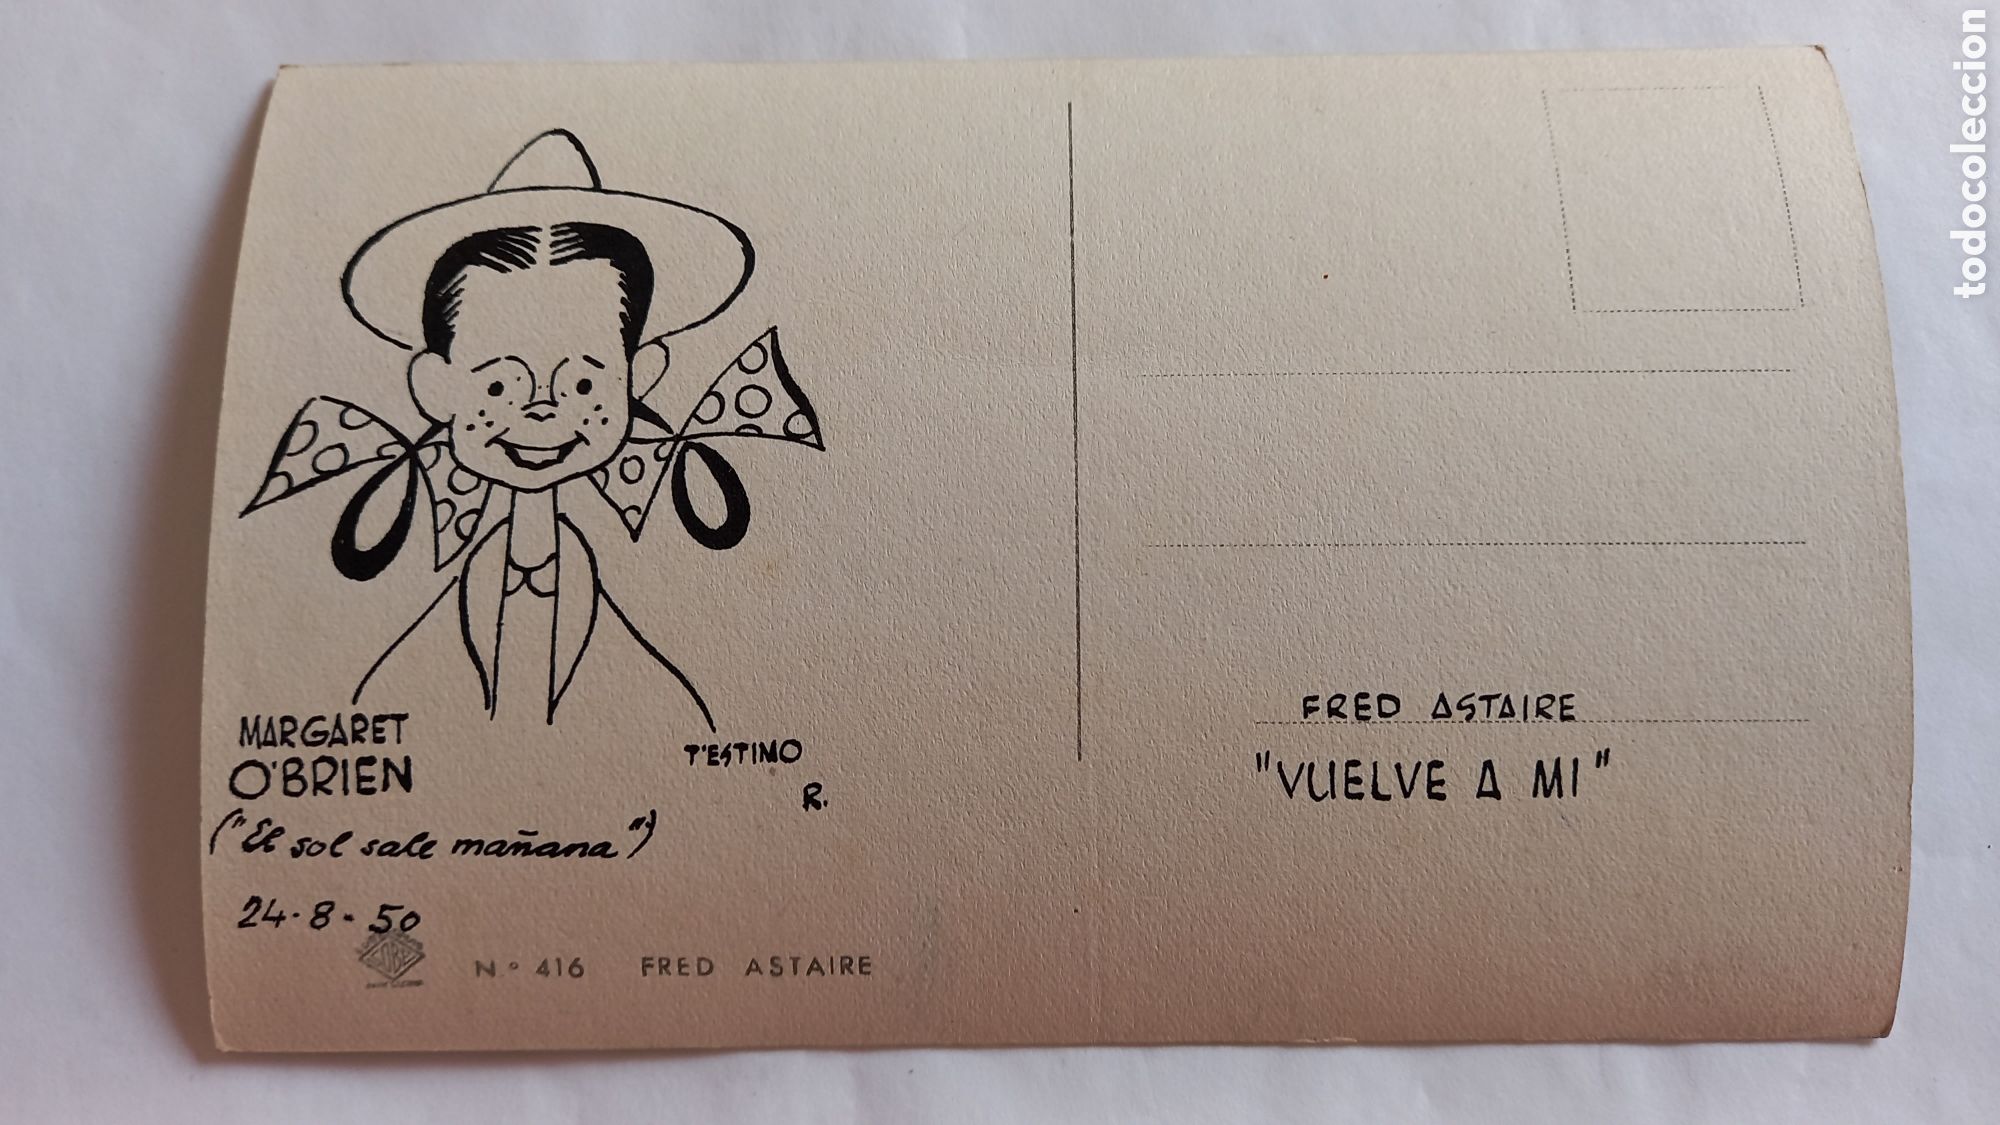 MARGARET
O'BRIEN
("El sol sale mañana")
24-8-50
T'ESTIMO
R.
N.º 416 FRED ASTAIRE
FRED ASTAIRE
"VUELVE A MI"
todocoleccion